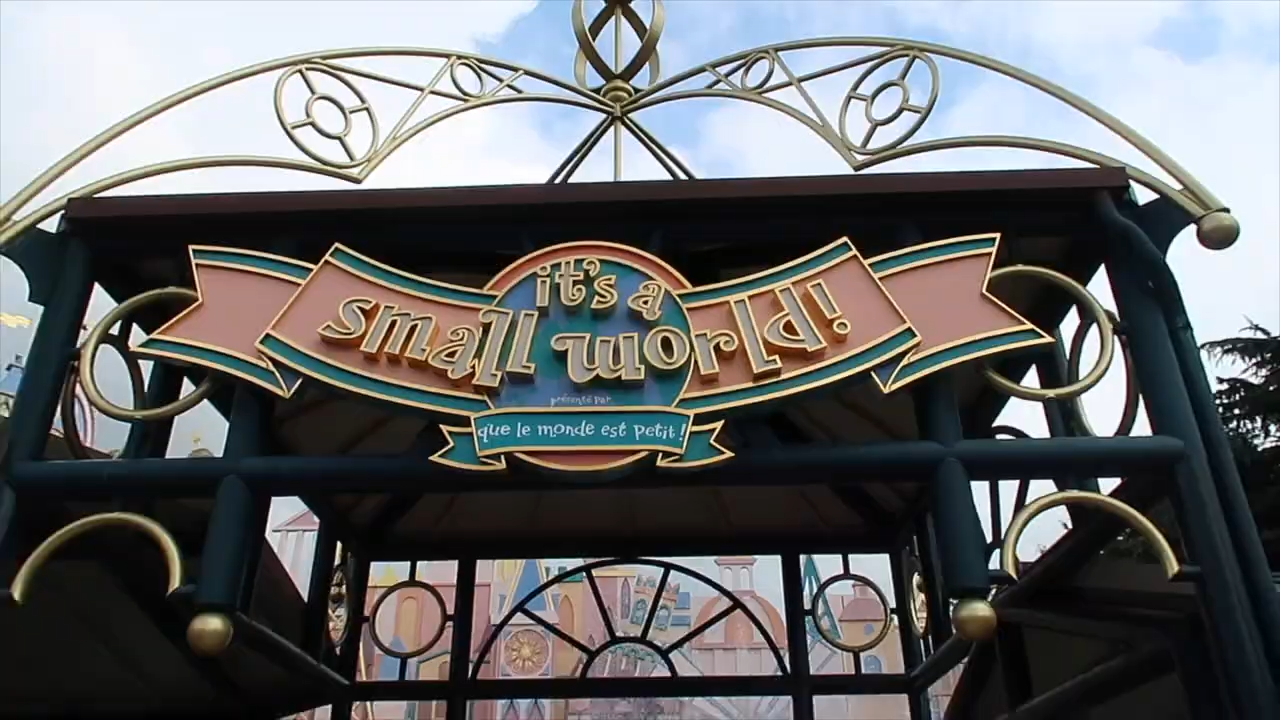 it's a
small world!
présenté par
que le monde est petit!